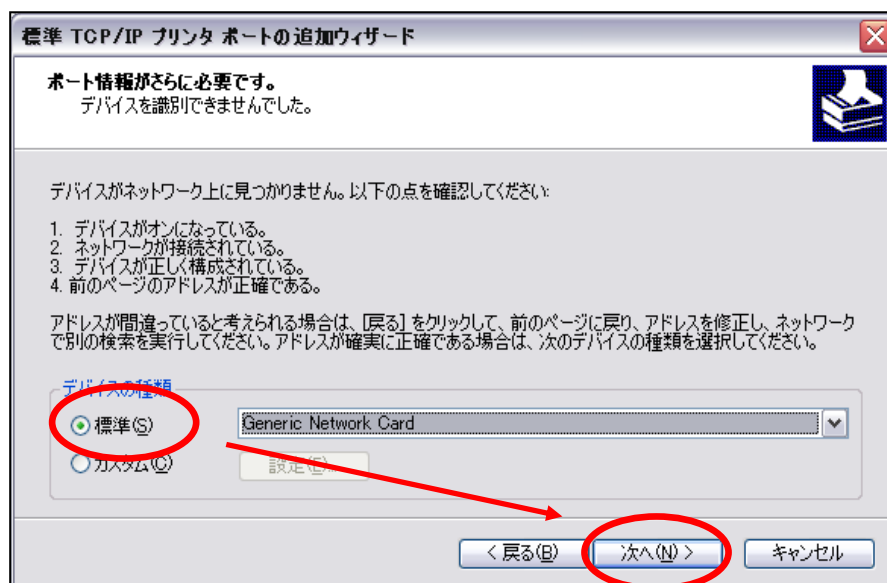 標準 TCP/IP プリンタ ポートの追加ウィザード
ポート情報がさらに必要です。
デバイスを識別できませんでした。
デバイスがネットワーク上に見つかりません。以下の点を確認してください:
1. デバイスがオンになっている。
2. ネットワークが接続されている。
3. デバイスが正しく構成されている。
4. 前のページのアドレスが正確である。
アドレスが間違っていると考えられる場合は、[戻る] をクリックして、前のページに戻り、アドレスを修正し、ネットワーク
で別の検索を実行してください。アドレスが確実に正確である場合は、次のデバイスの種類を選択してください。
デバイスの種類
標準(S) Generic Network Card
カスタム(C) 設定(E)...
< 戻る(B) 次へ(N) > キャンセル